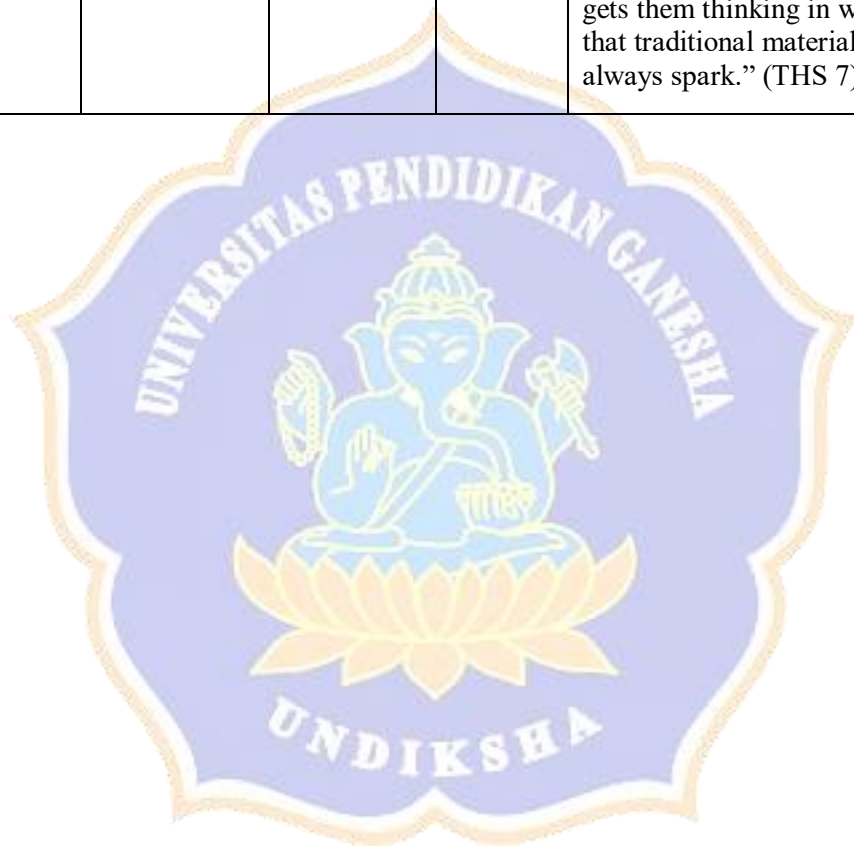 gets them thinking in w
that traditional material
always spark.” (THS 7)
UNIVERSITAS PENDIDIKAN GANESHA
UNDIKSHA